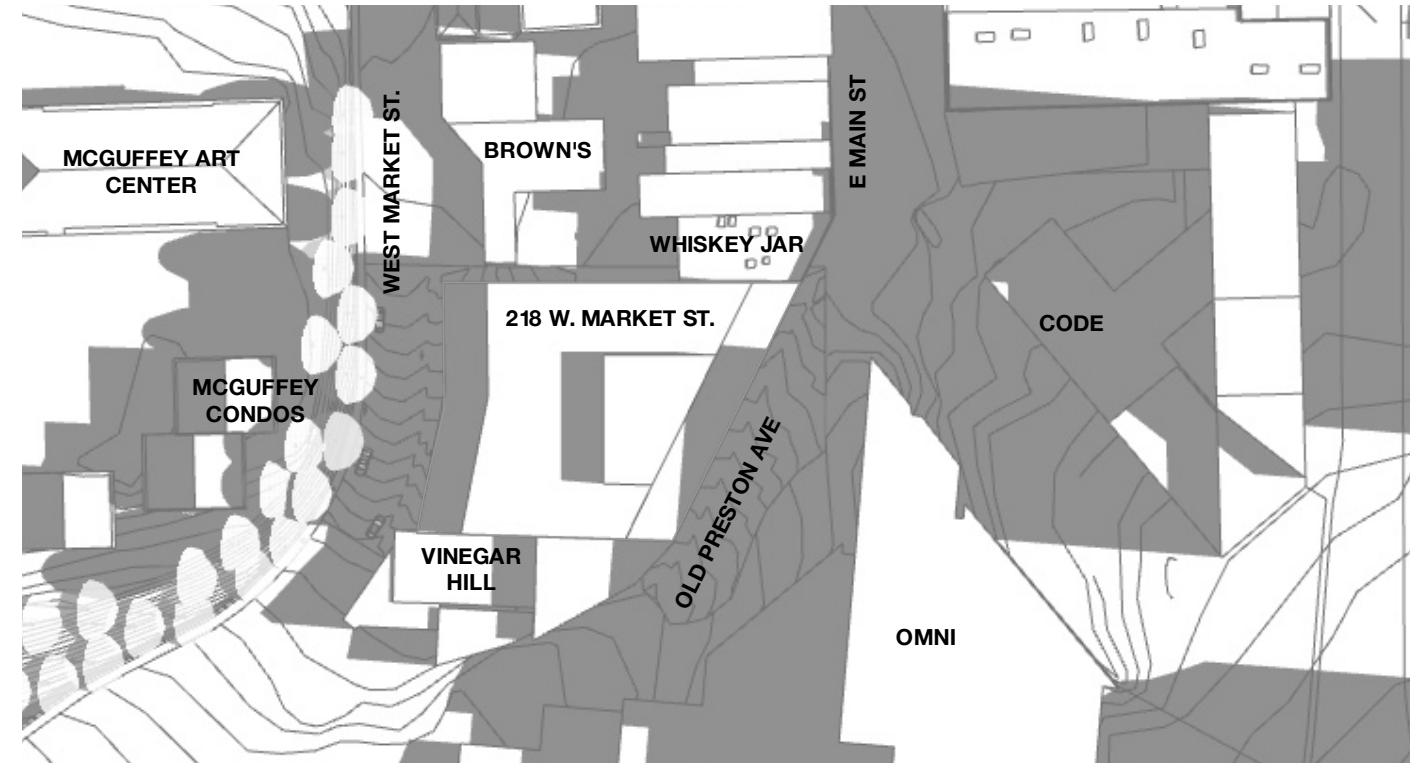 MCGUFFEY ART
CENTER
WEST MARKET ST.
BROWN'S
E MAIN ST
WHISKEY JAR
218 W. MARKET ST.
CODE
MCGUFFEY
CONDOS
OLD PRESTON AVE
VINEGAR
HILL
OMNI